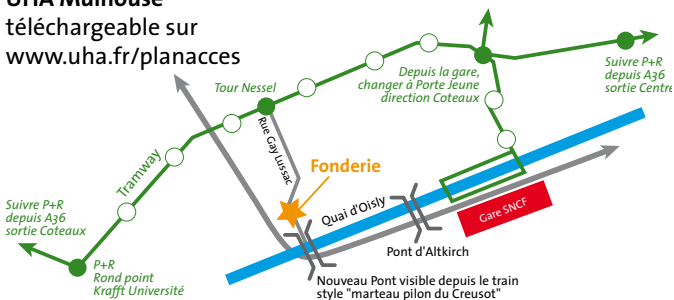 UHA Mulhouse
téléchargeable sur
www.uha.fr/planacces
Tour Nessel
Depuis la gare,
changer à Porte Jeune
direction Coteaux
Suivre P+R
depuis A36
sortie Centre
Rue Gay Lussac
Tramway
Fonderie
Quai d'Oisly
Gare SNCF
Pont d'Altkirch
Suivre P+R
depuis A36
sortie Coteaux
P+R
Rond point
Krafft Université
Nouveau Pont visible depuis le train
style "marteau pilon du Creusot"